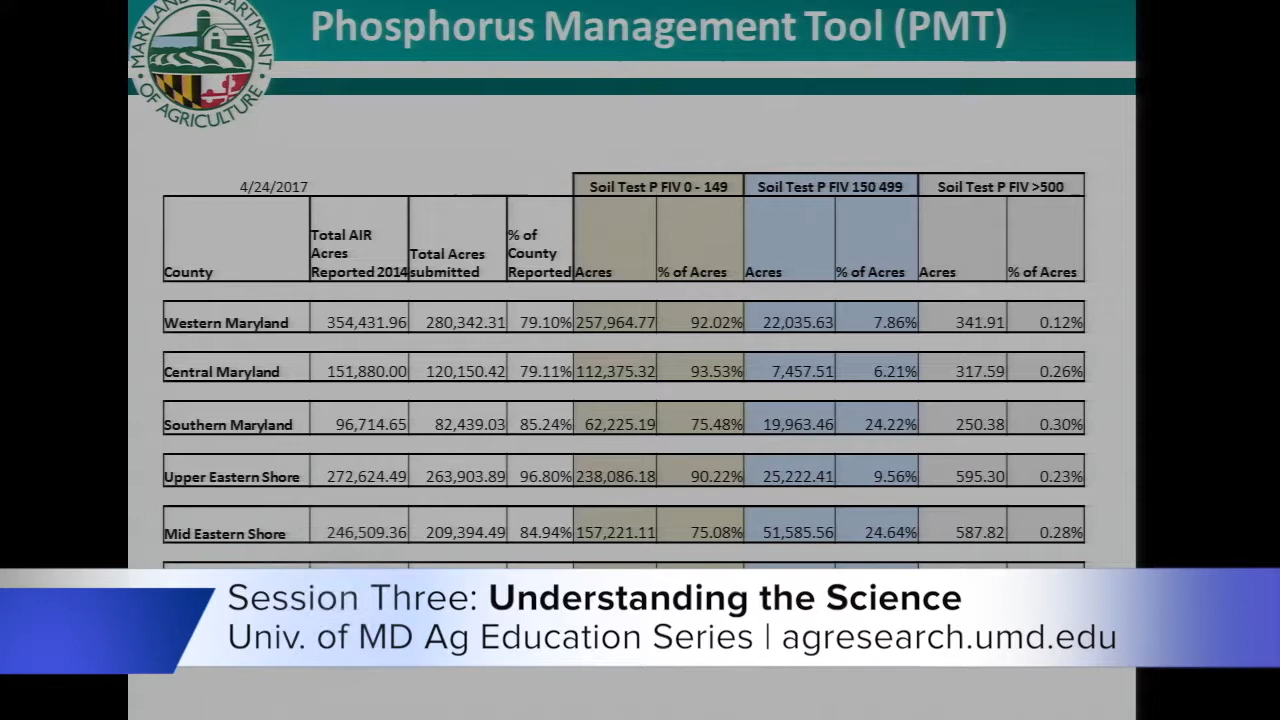 Phosphorus Management Tool (PMT)
MARYLAND DEPARTMENT
OF AGRICULTURE
4/24/2017 Soil Test P FIV 0 - 149 Soil Test P FIV 150 499 Soil Test P FIV >500
County Total AIR Acres Reported 2014 Total Acres submitted % of County Reported Acres % of Acres Acres % of Acres Acres % of Acres
Western Maryland 354,431.96 280,342.31 79.10% 257,964.77 92.02% 22,035.63 7.86% 341.91 0.12%
Central Maryland 151,880.00 120,150.42 79.11% 112,375.32 93.53% 7,457.51 6.21% 317.59 0.26%
Southern Maryland 96,714.65 82,439.03 85.24% 62,225.19 75.48% 19,963.46 24.22% 250.38 0.30%
Upper Eastern Shore 272,624.49 263,903.89 96.80% 238,086.18 90.22% 25,222.41 9.56% 595.30 0.23%
Mid Eastern Shore 246,509.36 209,394.49 84.94% 157,221.11 75.08% 51,585.56 24.64% 587.82 0.28%
Session Three: Understanding the Science
Univ. of MD Ag Education Series | agresearch.umd.edu